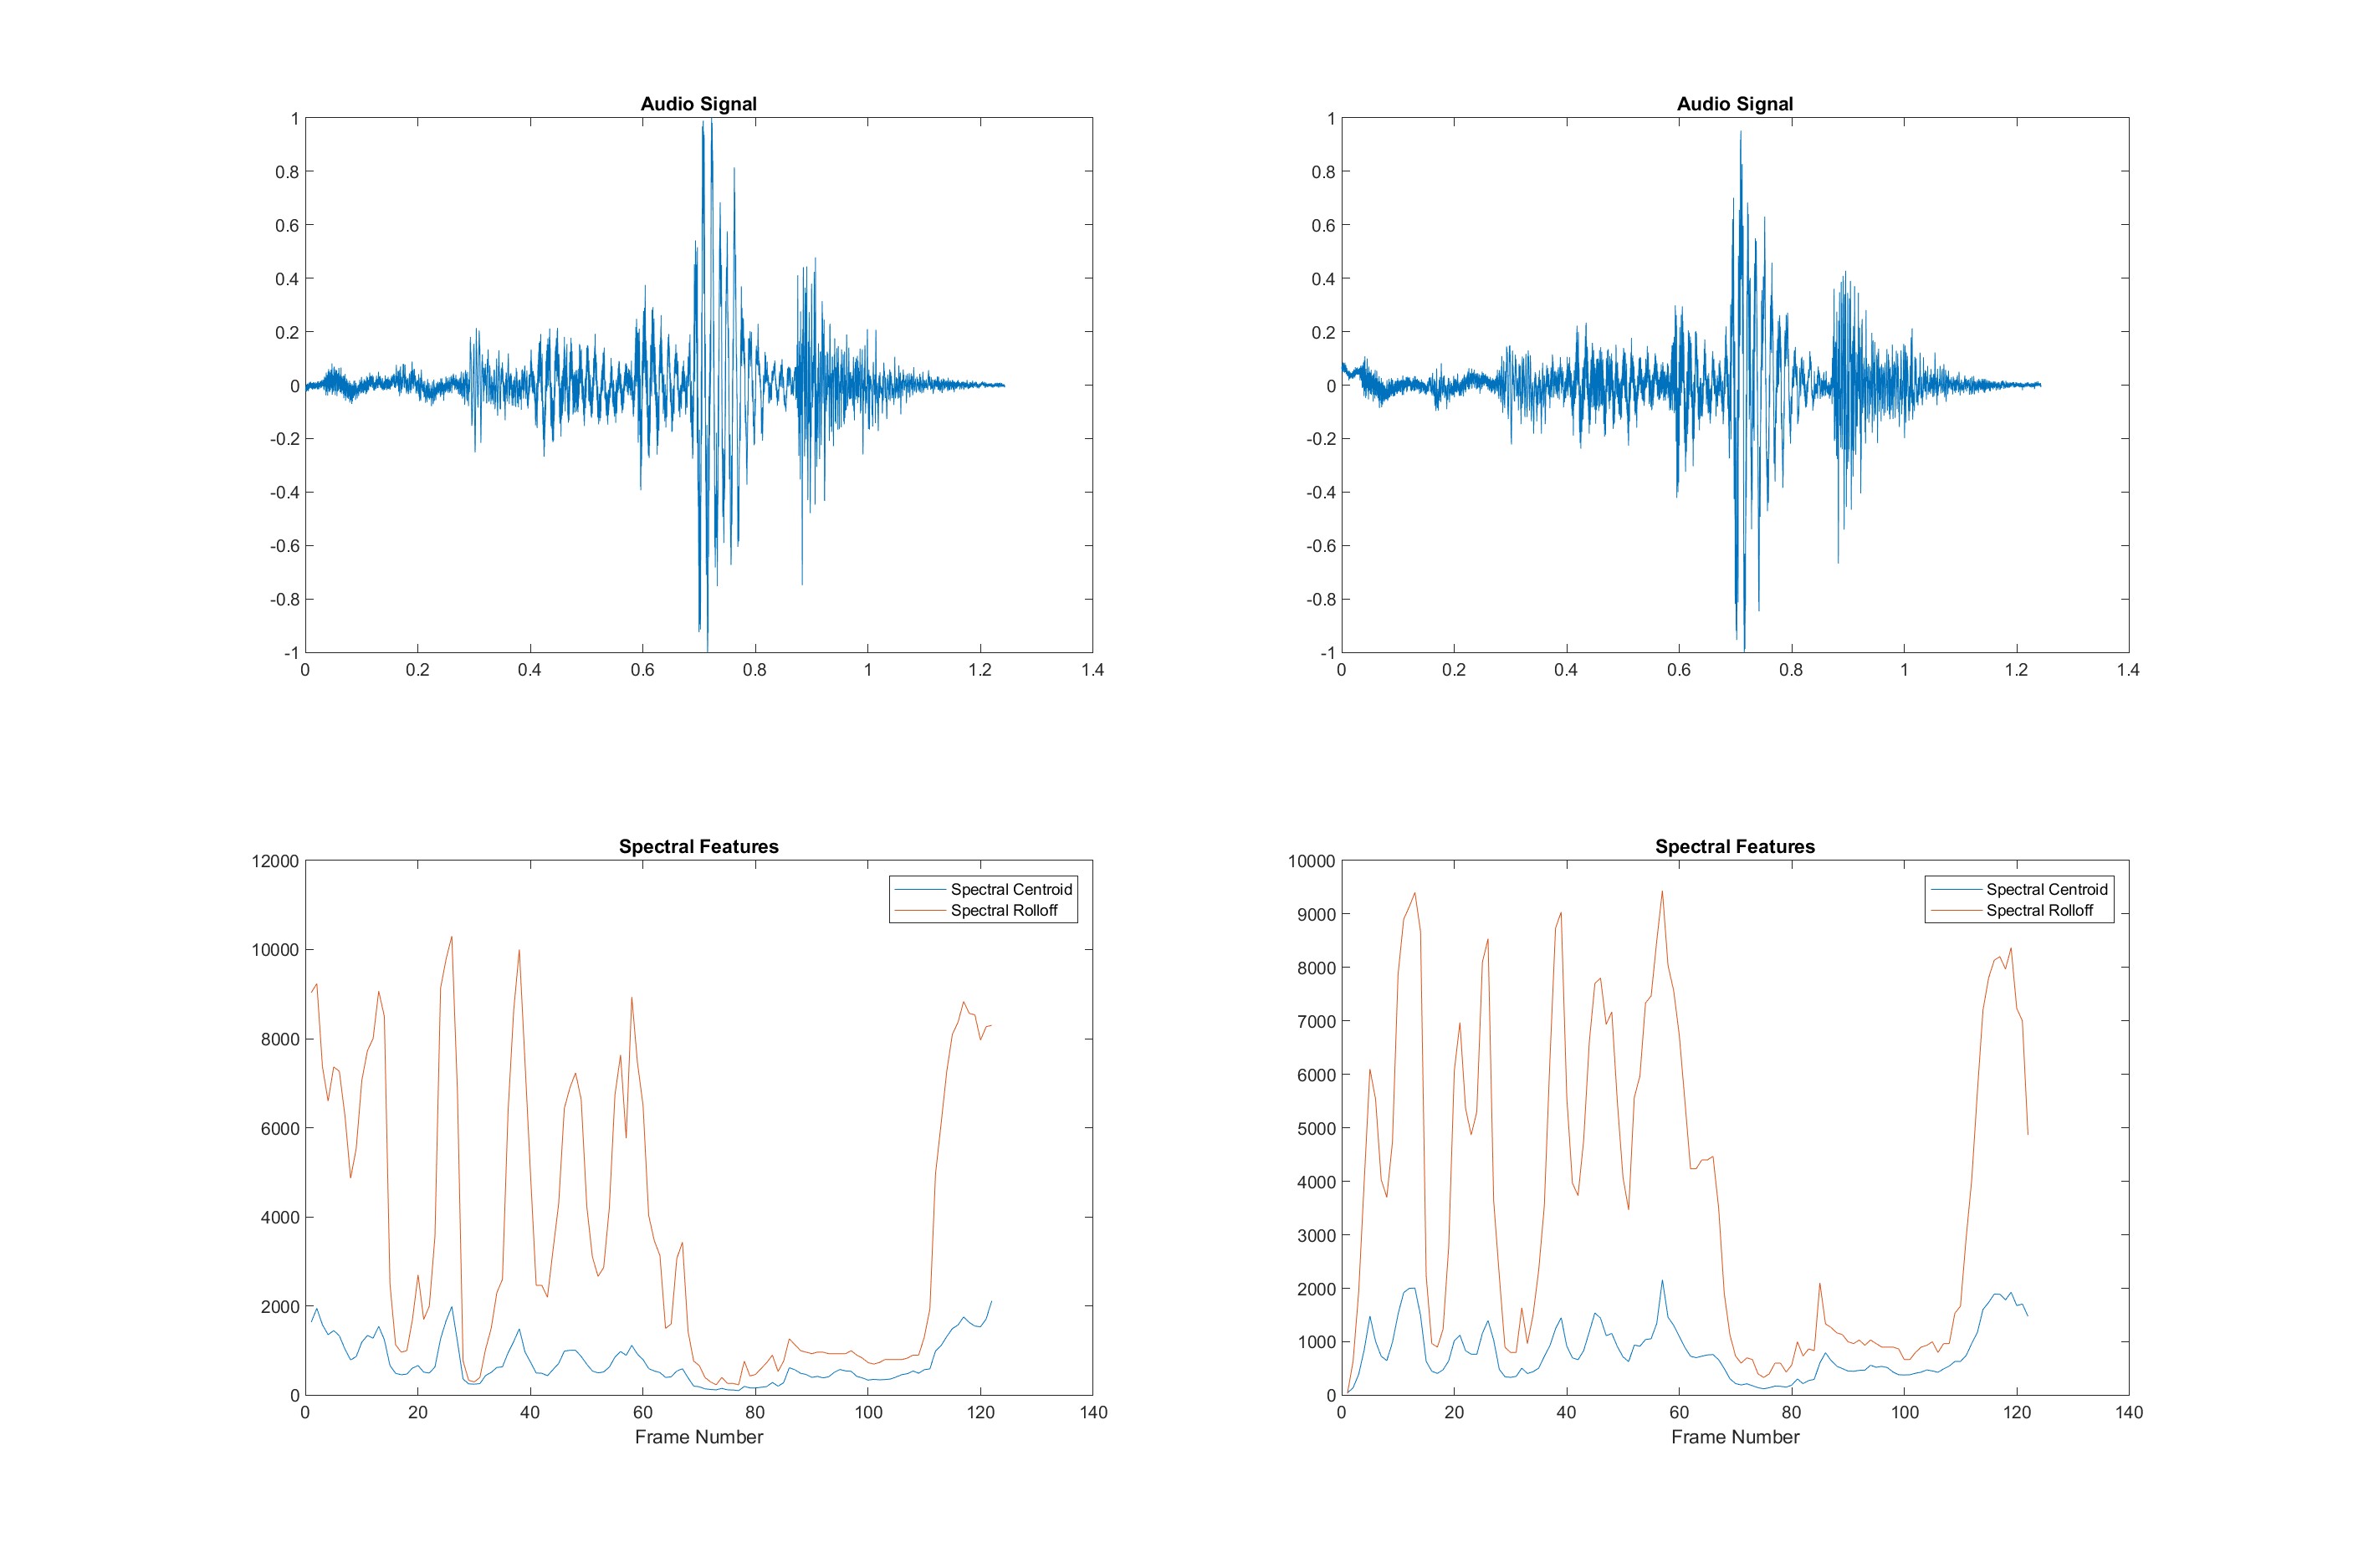 Audio Signal
1
0.8
0.6
0.4
0.2
0
-0.2
-0.4
-0.6
-0.8
-1
0 0.2 0.4 0.6 0.8 1 1.2 1.4
Audio Signal
1
0.8
0.6
0.4
0.2
0
-0.2
-0.4
-0.6
-0.8
-1
0 0.2 0.4 0.6 0.8 1 1.2 1.4
Spectral Features
12000
10000
8000
6000
4000
2000
0
Spectral Centroid
Spectral Rolloff
0 20 40 60 80 100 120 140
Frame Number
Spectral Features
10000
9000
8000
7000
6000
5000
4000
3000
2000
1000
0
Spectral Centroid
Spectral Rolloff
0 20 40 60 80 100 120 140
Frame Number